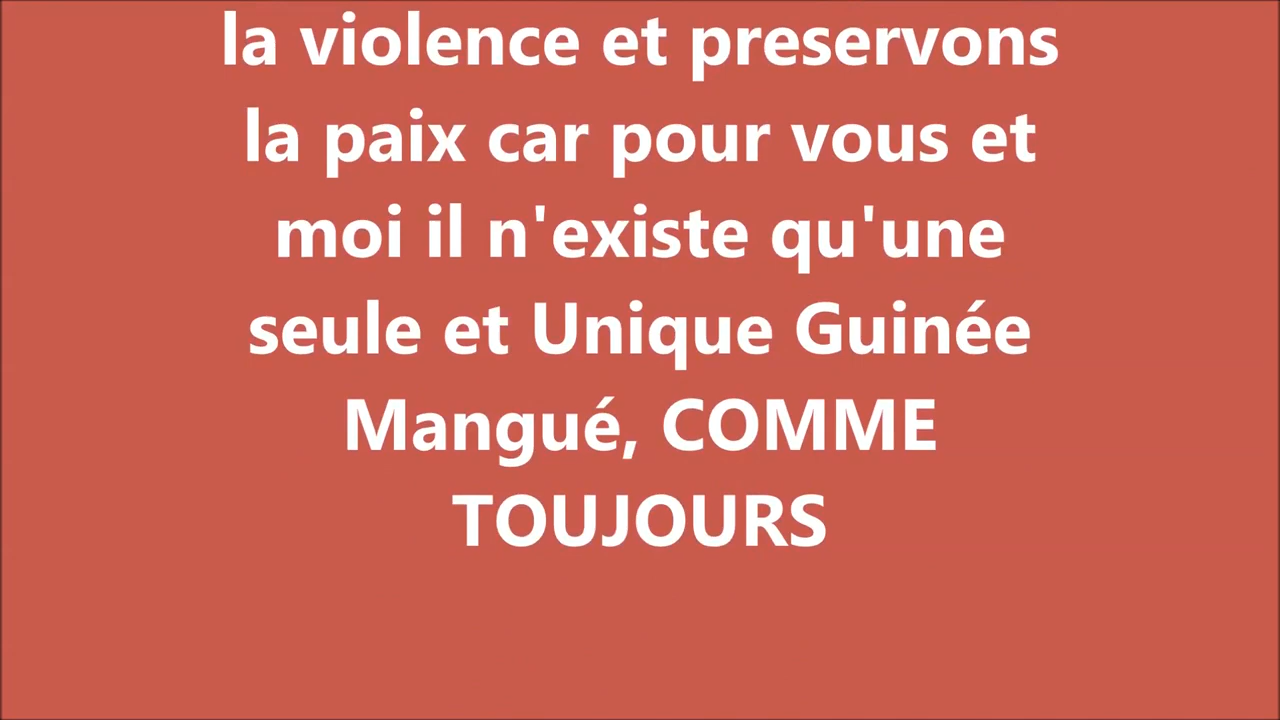 la violence et preservons
la paix car pour vous et
moi il n'existe qu'une
seule et Unique Guinée
Mangué, COMME
TOUJOURS